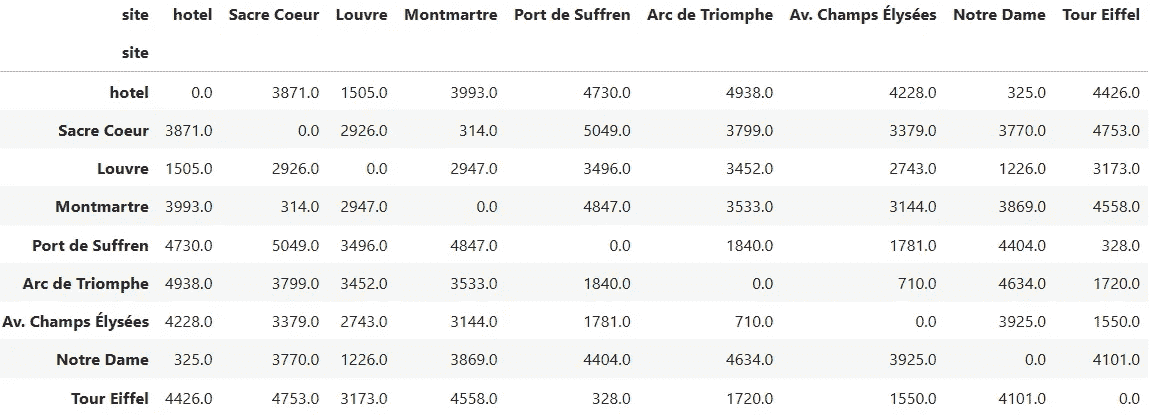 site hotel Sacre Coeur Louvre Montmartre Port de Suffren Arc de Triomphe Av. Champs Élysées Notre Dame Tour Eiffel
site
hotel 0.0 3871.0 1505.0 3993.0 4730.0 4938.0 4228.0 325.0 4426.0
Sacre Coeur 3871.0 0.0 2926.0 314.0 5049.0 3799.0 3379.0 3770.0 4753.0
Louvre 1505.0 2926.0 0.0 2947.0 3496.0 3452.0 2743.0 1226.0 3173.0
Montmartre 3993.0 314.0 2947.0 0.0 4847.0 3533.0 3144.0 3869.0 4558.0
Port de Suffren 4730.0 5049.0 3496.0 4847.0 0.0 1840.0 1781.0 4404.0 328.0
Arc de Triomphe 4938.0 3799.0 3452.0 3533.0 1840.0 0.0 710.0 4634.0 1720.0
Av. Champs Élysées 4228.0 3379.0 2743.0 3144.0 1781.0 710.0 0.0 3925.0 1550.0
Notre Dame 325.0 3770.0 1226.0 3869.0 4404.0 4634.0 3925.0 0.0 4101.0
Tour Eiffel 4426.0 4753.0 3173.0 4558.0 328.0 1720.0 1550.0 4101.0 0.0